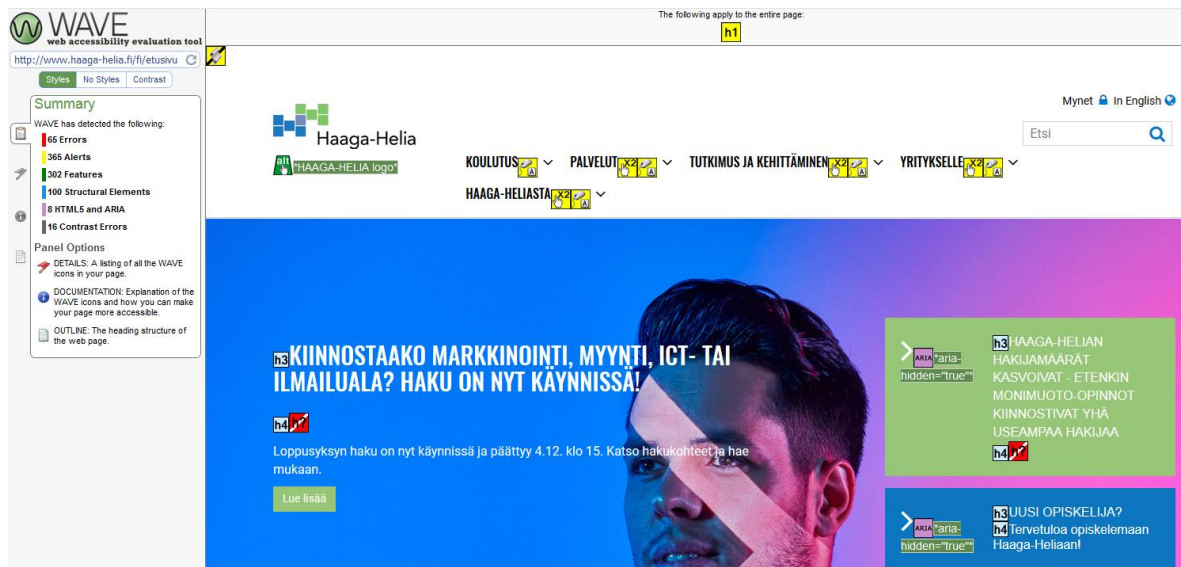 WAVE
web accessibility evaluation tool
http://www.haaga-helia.fi/fi/etusivu
Styles No Styles Contrast
Summary
WAVE has detected the following:
65 Errors
365 Alerts
302 Features
100 Structural Elements
8 HTML5 and ARIA
16 Contrast Errors
Panel Options
DETAILS: A listing of all the WAVE
icons in your page.
DOCUMENTATION: Explanation of the
WAVE icons and how you can make
your page more accessible.
OUTLINE: The heading structure of
the web page.
The following apply to the entire page:
h1
Mynet In English
Etsi
Haaga-Helia
alt *HAAGA-HELIA logo*
KOULUTUS A PALVELUT X2 A TUTKIMUS JA KEHITTÄMINEN X2 A YRITYKSELLE X2 A
HAAGA-HELIASTA X2 A
h3 KIINNOSTAAKO MARKKINOINTI, MYYNTI, ICT- TAI
ILMAILUALA? HAKU ON NYT KÄYNNISSÄ!
h4 h?
Loppusyksyn haku on nyt käynnissä ja päättyy 4.12. klo 15. Katso hakukohteet ja hae
mukaan.
Lue lisää
ARIA *aria-
hidden="true"*
h3 HAAGA-HELIAN
HAKIJAMÄÄRÄT
KASVOIVAT - ETENKIN
MONIMUOTO-OPINNOT
KIINNOSTIVAT YHÄ
USEAMPAA HAKIJAA
h4 h?
ARIA *aria-
hidden="true"*
h3 UUSI OPISKELIJA?
h4 Tervetuloa opiskelemaan
Haaga-Heliaan!